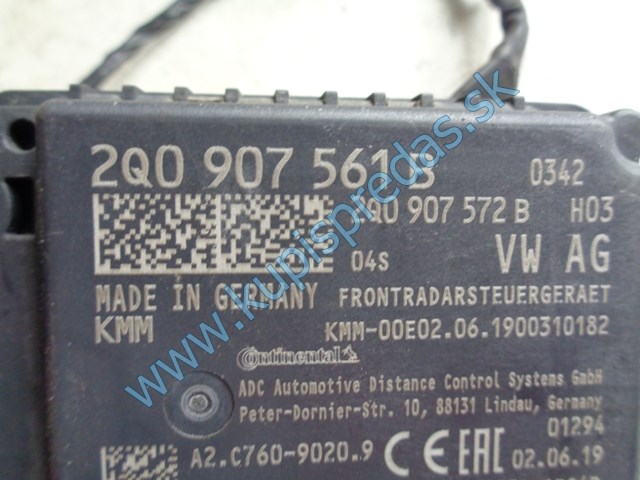 2Q0 907 561 B 0342
907 572 B H03
04S VW AG
MADE IN GERMANY FRONTRADARSTEUERGERAET
KMM KMM-00E02.06.1900310182
Continental
ADC Automotive Distance Control Systems GmbH
Peter-Dornier-Str. 10, 88131 Lindau, Germany
01294
A2.C760-9020.9 CE EAC 02.06.19
www.kupispredas.sk